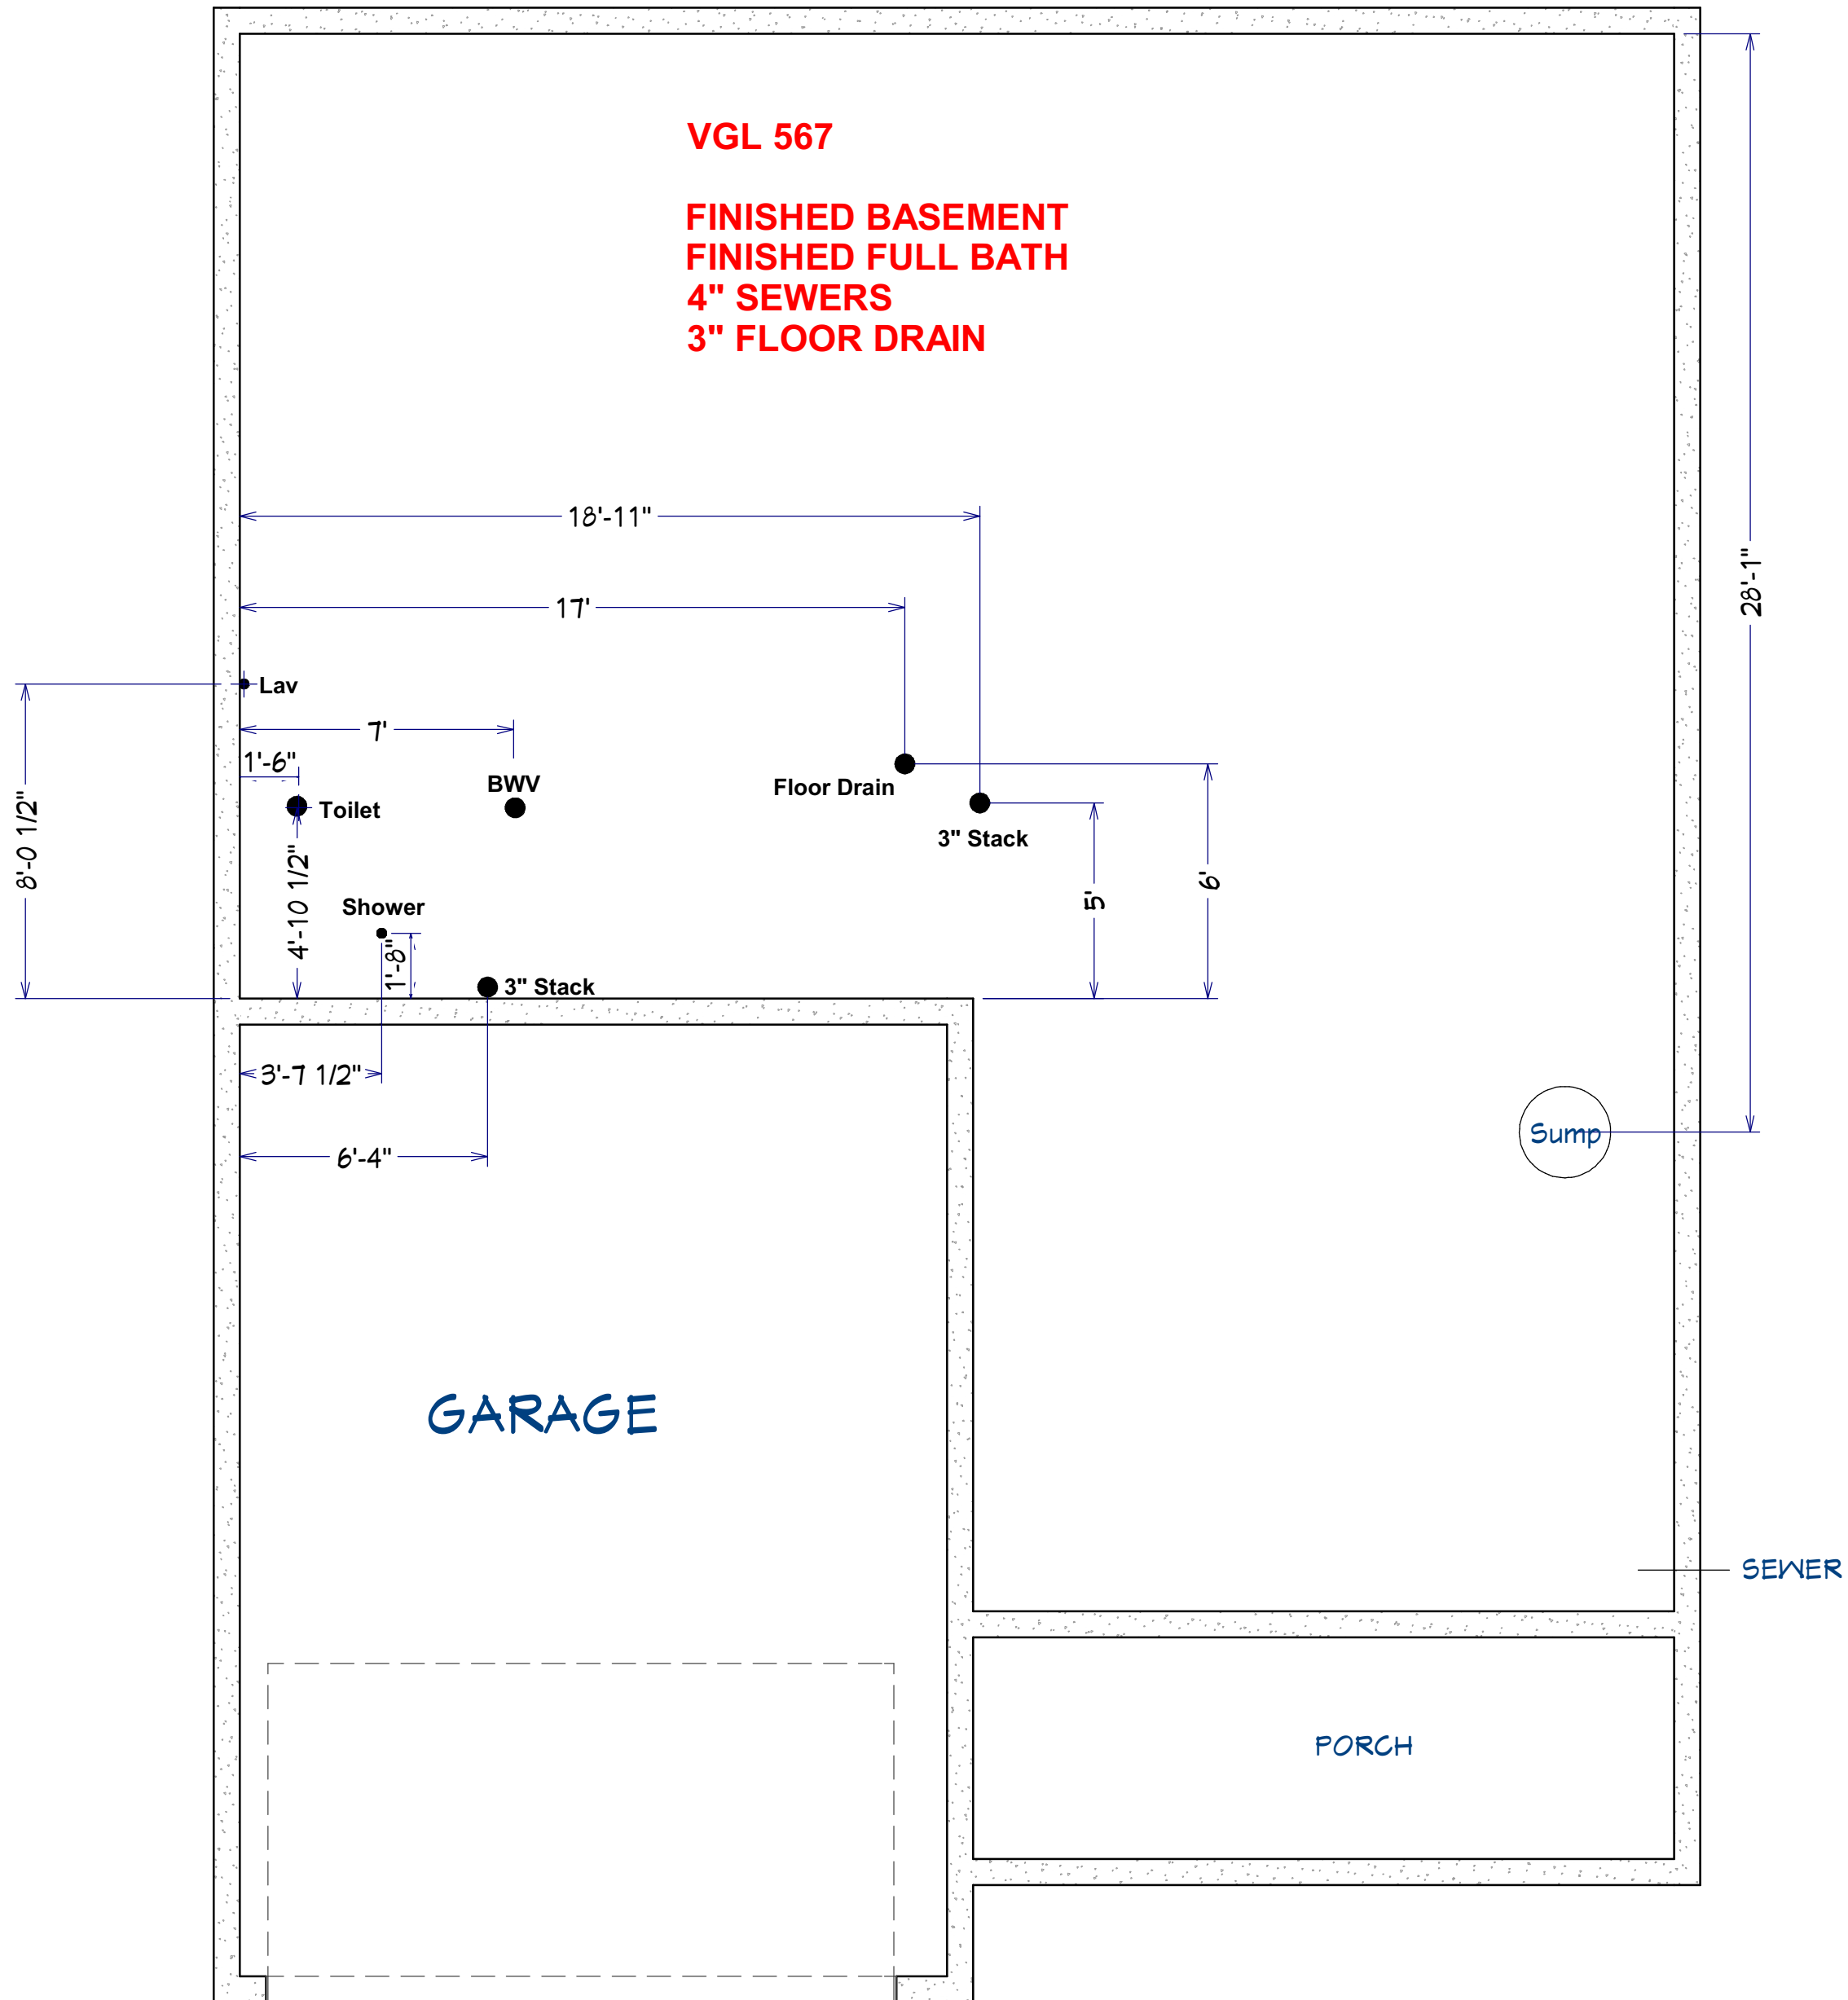 VGL 567
FINISHED BASEMENT
FINISHED FULL BATH
4" SEWERS
3" FLOOR DRAIN
18'-11"
28'-1"
17'
Lav
7'
1'-6"
BWV
Floor Drain
Toilet
3" Stack
8'-0 1/2"
4'-10 1/2"
5'
6'
Shower
1'-8"
3" Stack
3'-7 1/2"
6'-4"
Sump
GARAGE
SEWER
PORCH